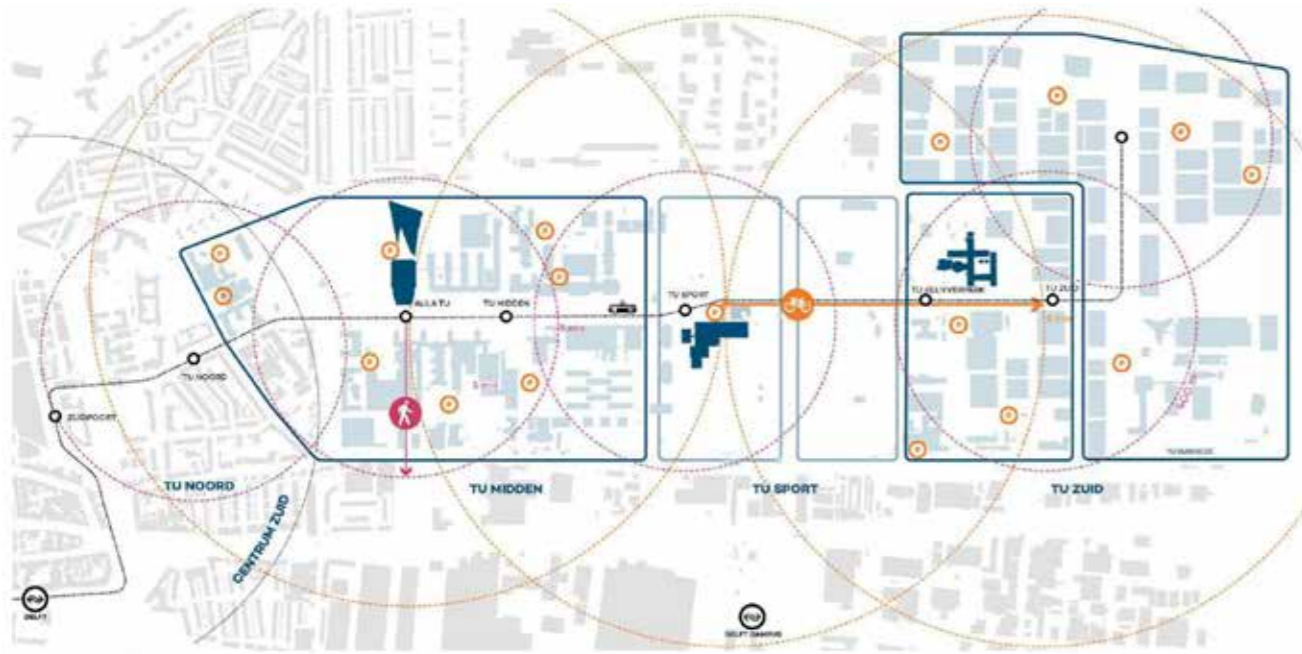 AULA TU
TU MIDDEN
TU SPORT
TU ZUID
TU NOORD
ZUIDPOORT
TU NOORD
TU MIDDEN
TU SPORT
TU ZUID
CENTRUM ZUID
DELFT
DELFT CAMPUS